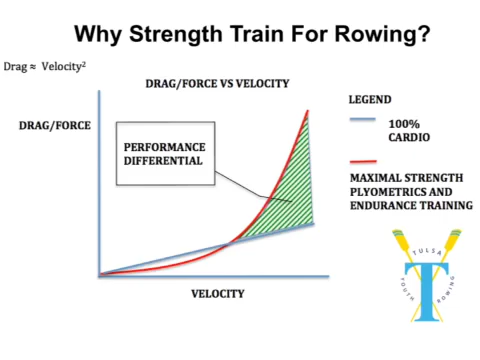 Why Strength Train For Rowing?
Drag ≈ Velocity²
DRAG/FORCE VS VELOCITY
LEGEND
100%
CARDIO
DRAG/FORCE
PERFORMANCE
DIFFERENTIAL
MAXIMAL STRENGTH
PLYOMETRICS AND
ENDURANCE TRAINING
VELOCITY
TULSA
YOUTH
ROWING
T